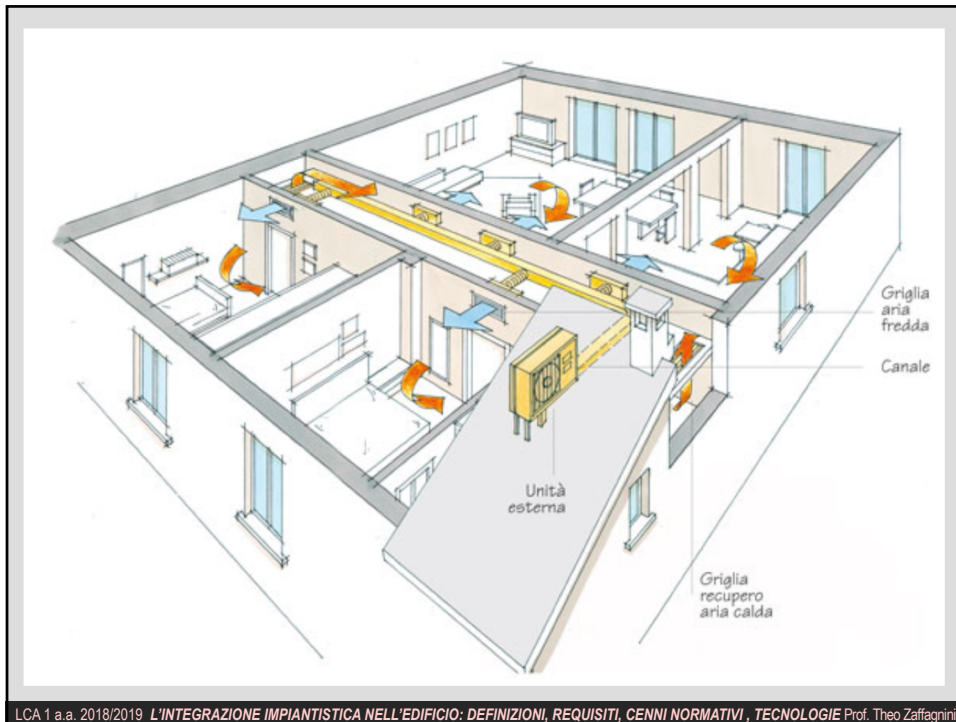 Griglia
aria
fredda
Canale
Unità
esterna
Griglia
recupero
aria calda
LCA 1 a.a. 2018/2019 L'INTEGRAZIONE IMPIANTISTICA NELL'EDIFICIO: DEFINIZIONI, REQUISITI, CENNI NORMATIVI , TECNOLOGIE Prof. Theo Zaffagnini